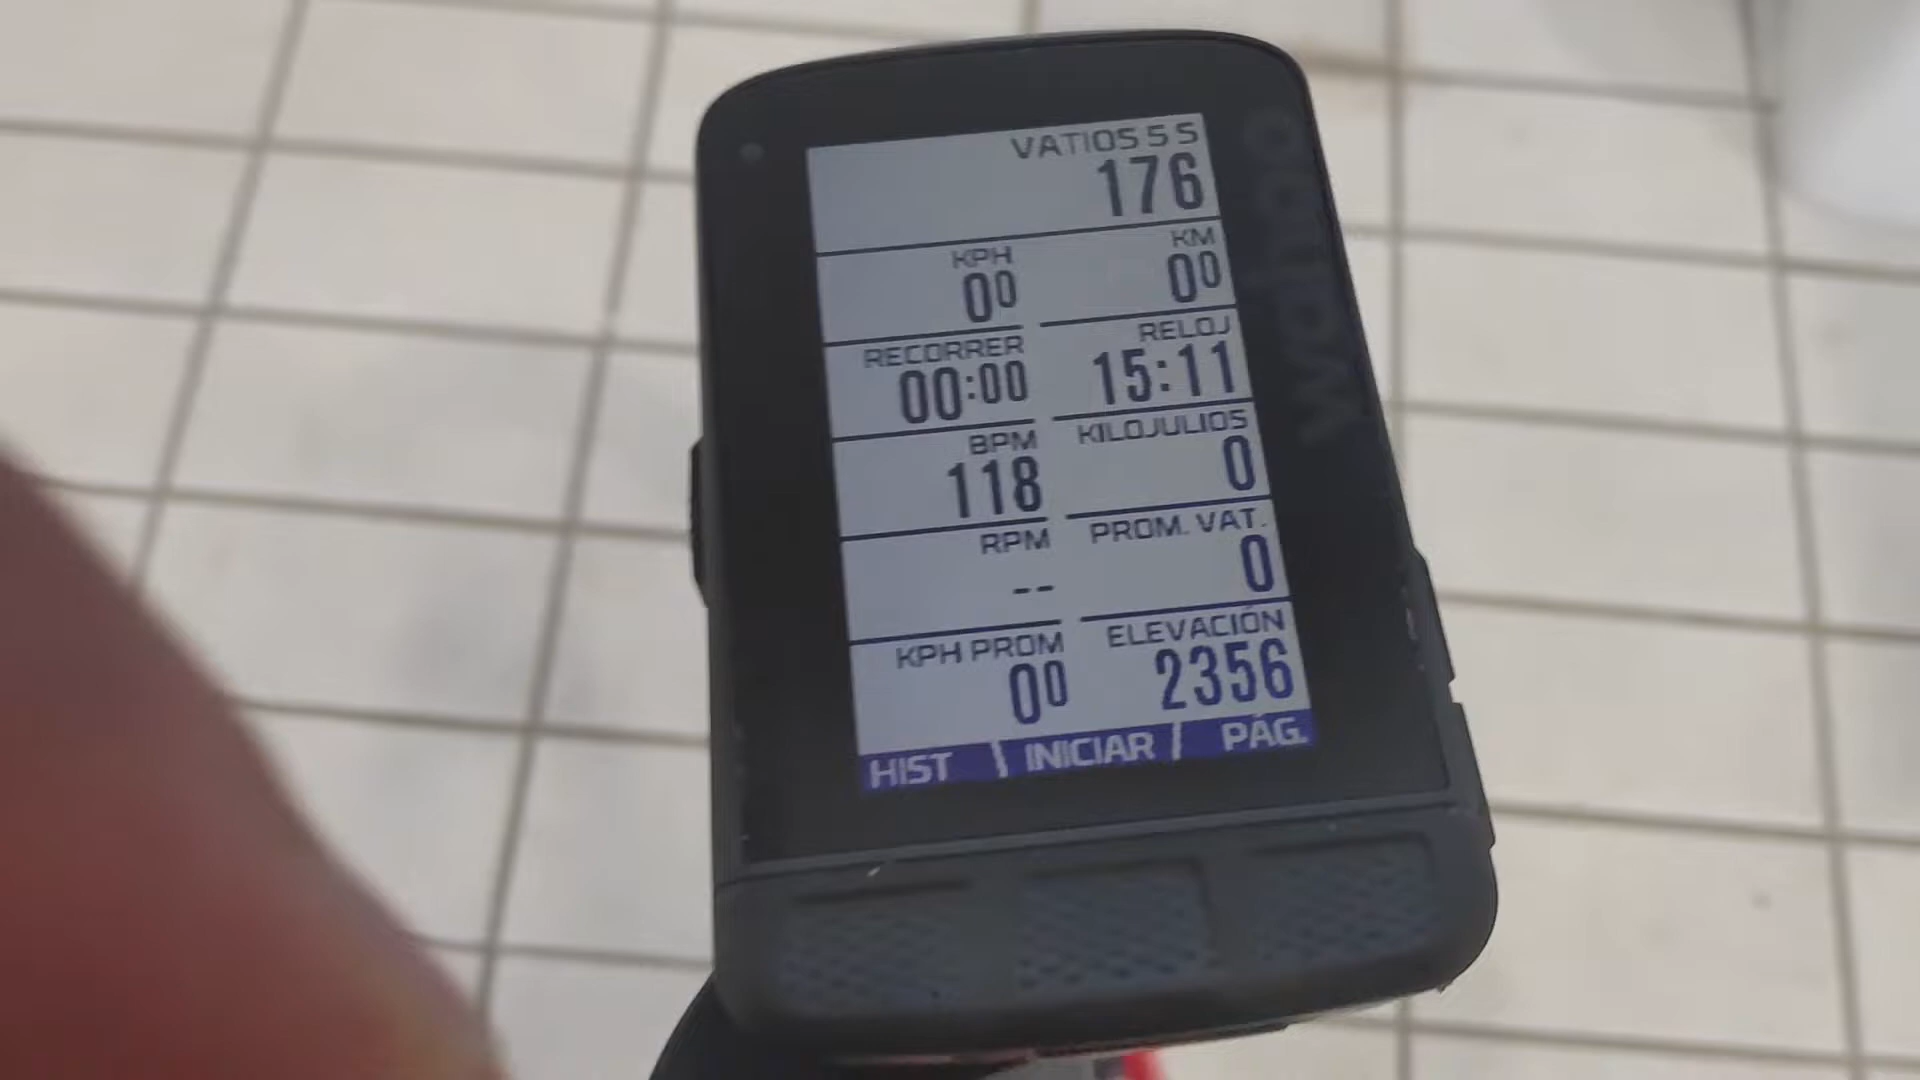 VATIOS 5 S
176
KPH
0⁰
KM
0⁰
RECORRER
00:00
RELOJ
15:11
BPM
118
KILOJULIOS
0
RPM
--
PROM. VAT.
0
KPH PROM
0⁰
ELEVACIÓN
2356
HIST INICIAR PÁG.
wahoo